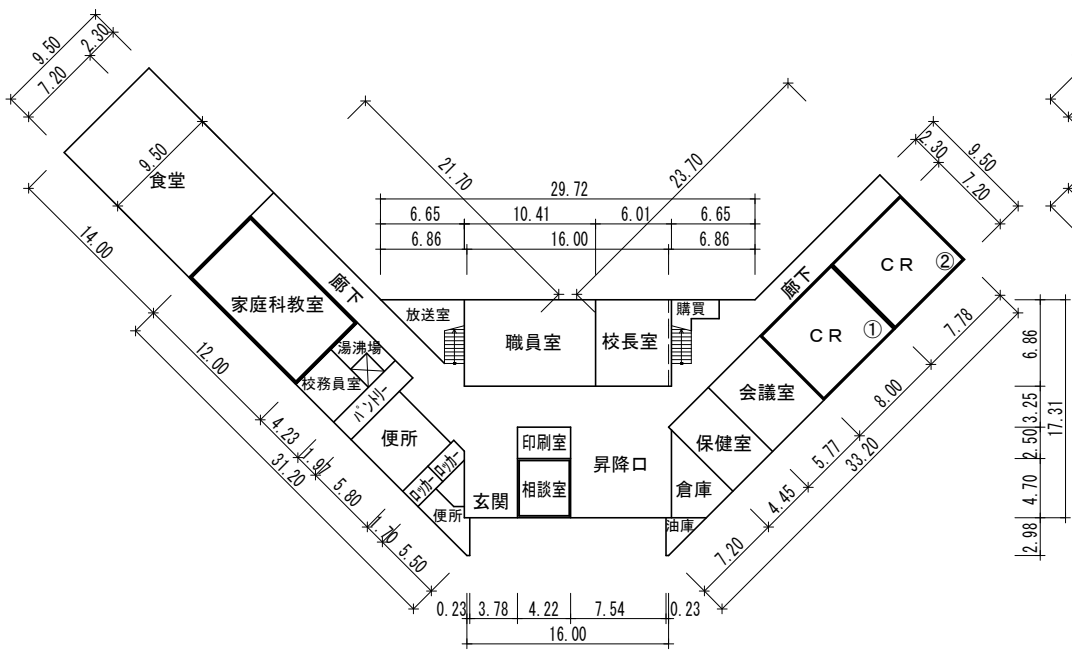 9.50
2.30
7.20
9.50
食堂
14.00
21.70
23.70
29.72
6.65
10.41
6.01
6.65
6.86
16.00
6.86
2.30
9.50
7.20
家庭科教室
廊下
放送室
職員室
校長室
購買
廊下
CR
②
CR
①
湯沸場
校務員室
パントリー
便所
ロッカー
ロッカー
便所
玄関
印刷室
相談室
昇降口
会議室
保健室
倉庫
油庫
12.00
4.23
1.97
5.80
1.70
5.50
31.20
7.78
8.00
5.77
4.45
7.20
33.20
6.86
3.25
2.50
4.70
2.98
17.31
0.23
3.78
4.22
7.54
0.23
16.00